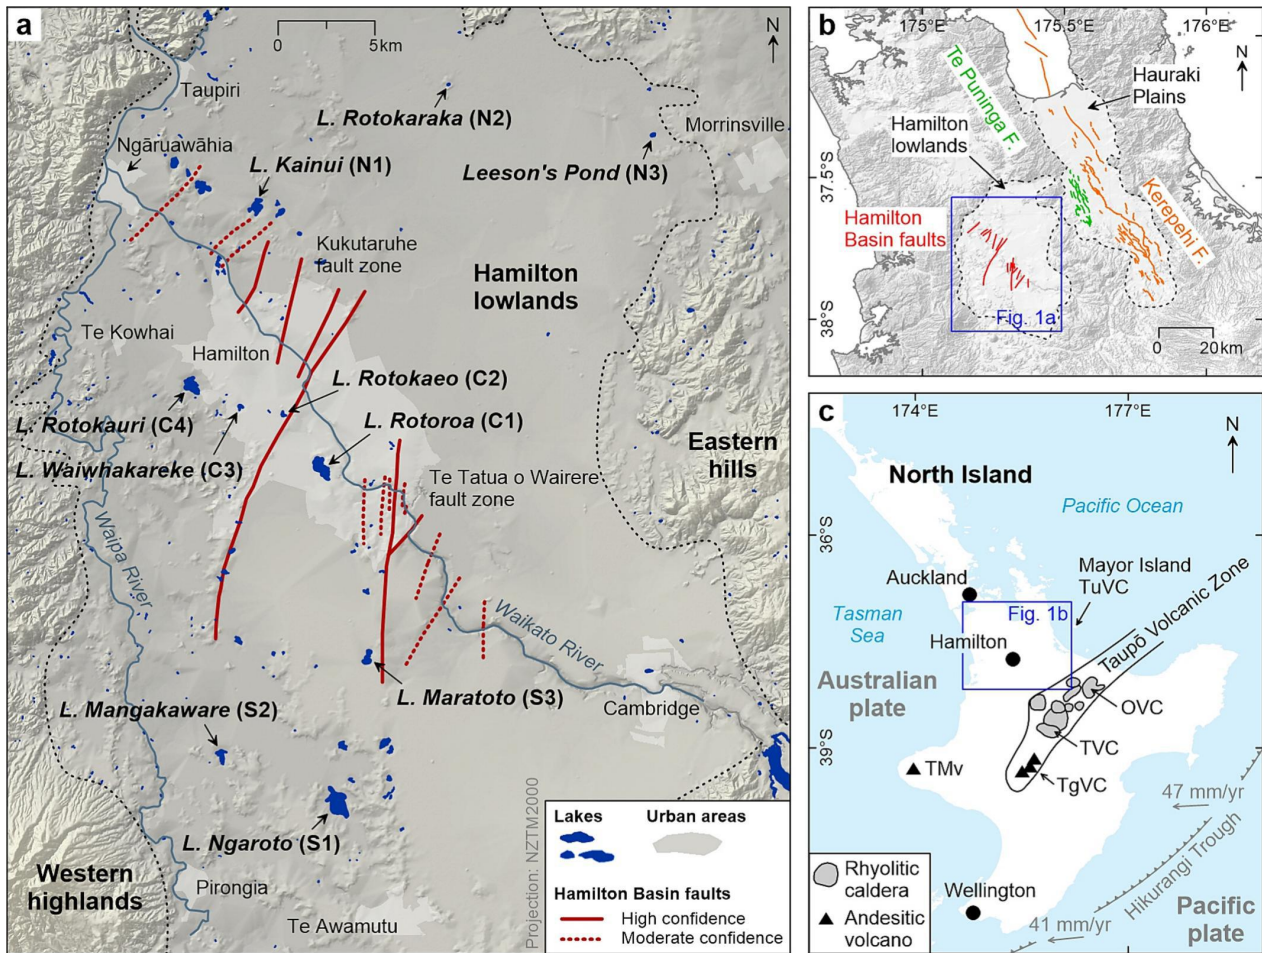 a
0 5km
N
Taupiri
L. Rotokaraka (N2)
Morrinsville
Ngāruawāhia
L. Kainui (N1)
Leeson's Pond (N3)
Kukutaruhe
fault zone
Hamilton
lowlands
Te Kowhai
Hamilton
L. Rotokaeo (C2)
L. Rotokauri (C4)
L. Rotoroa (C1)
L. Waiwhakareke (C3)
Eastern
hills
Te Tatua o Wairere
fault zone
Waipa River
Waikato River
L. Maratoto (S3)
L. Mangakaware (S2)
Cambridge
L. Ngaroto (S1)
Western
highlands
Pirongia
Te Awamutu
Projection: NZTM2000
Lakes
Urban areas
Hamilton Basin faults
High confidence
Moderate confidence
b
175°E
175.5°E
176°E
N
Te Puninga F.
Hauraki
Plains
Hamilton
lowlands
37.5°S
Hamilton
Basin faults
Kerepehi F.
Fig. 1a
38°S
0 20km
c
174°E
177°E
N
North Island
Pacific Ocean
36°S
Mayor Island
TuVC
Auckland
Tasman
Sea
Fig. 1b
Hamilton
Taupō Volcanic Zone
Australian
plate
OVC
TVC
39°S
TMv
TgVC
47 mm/yr
Hikurangi Trough
Rhyolitic
caldera
Andesitic
volcano
Wellington
41 mm/yr
Pacific
plate